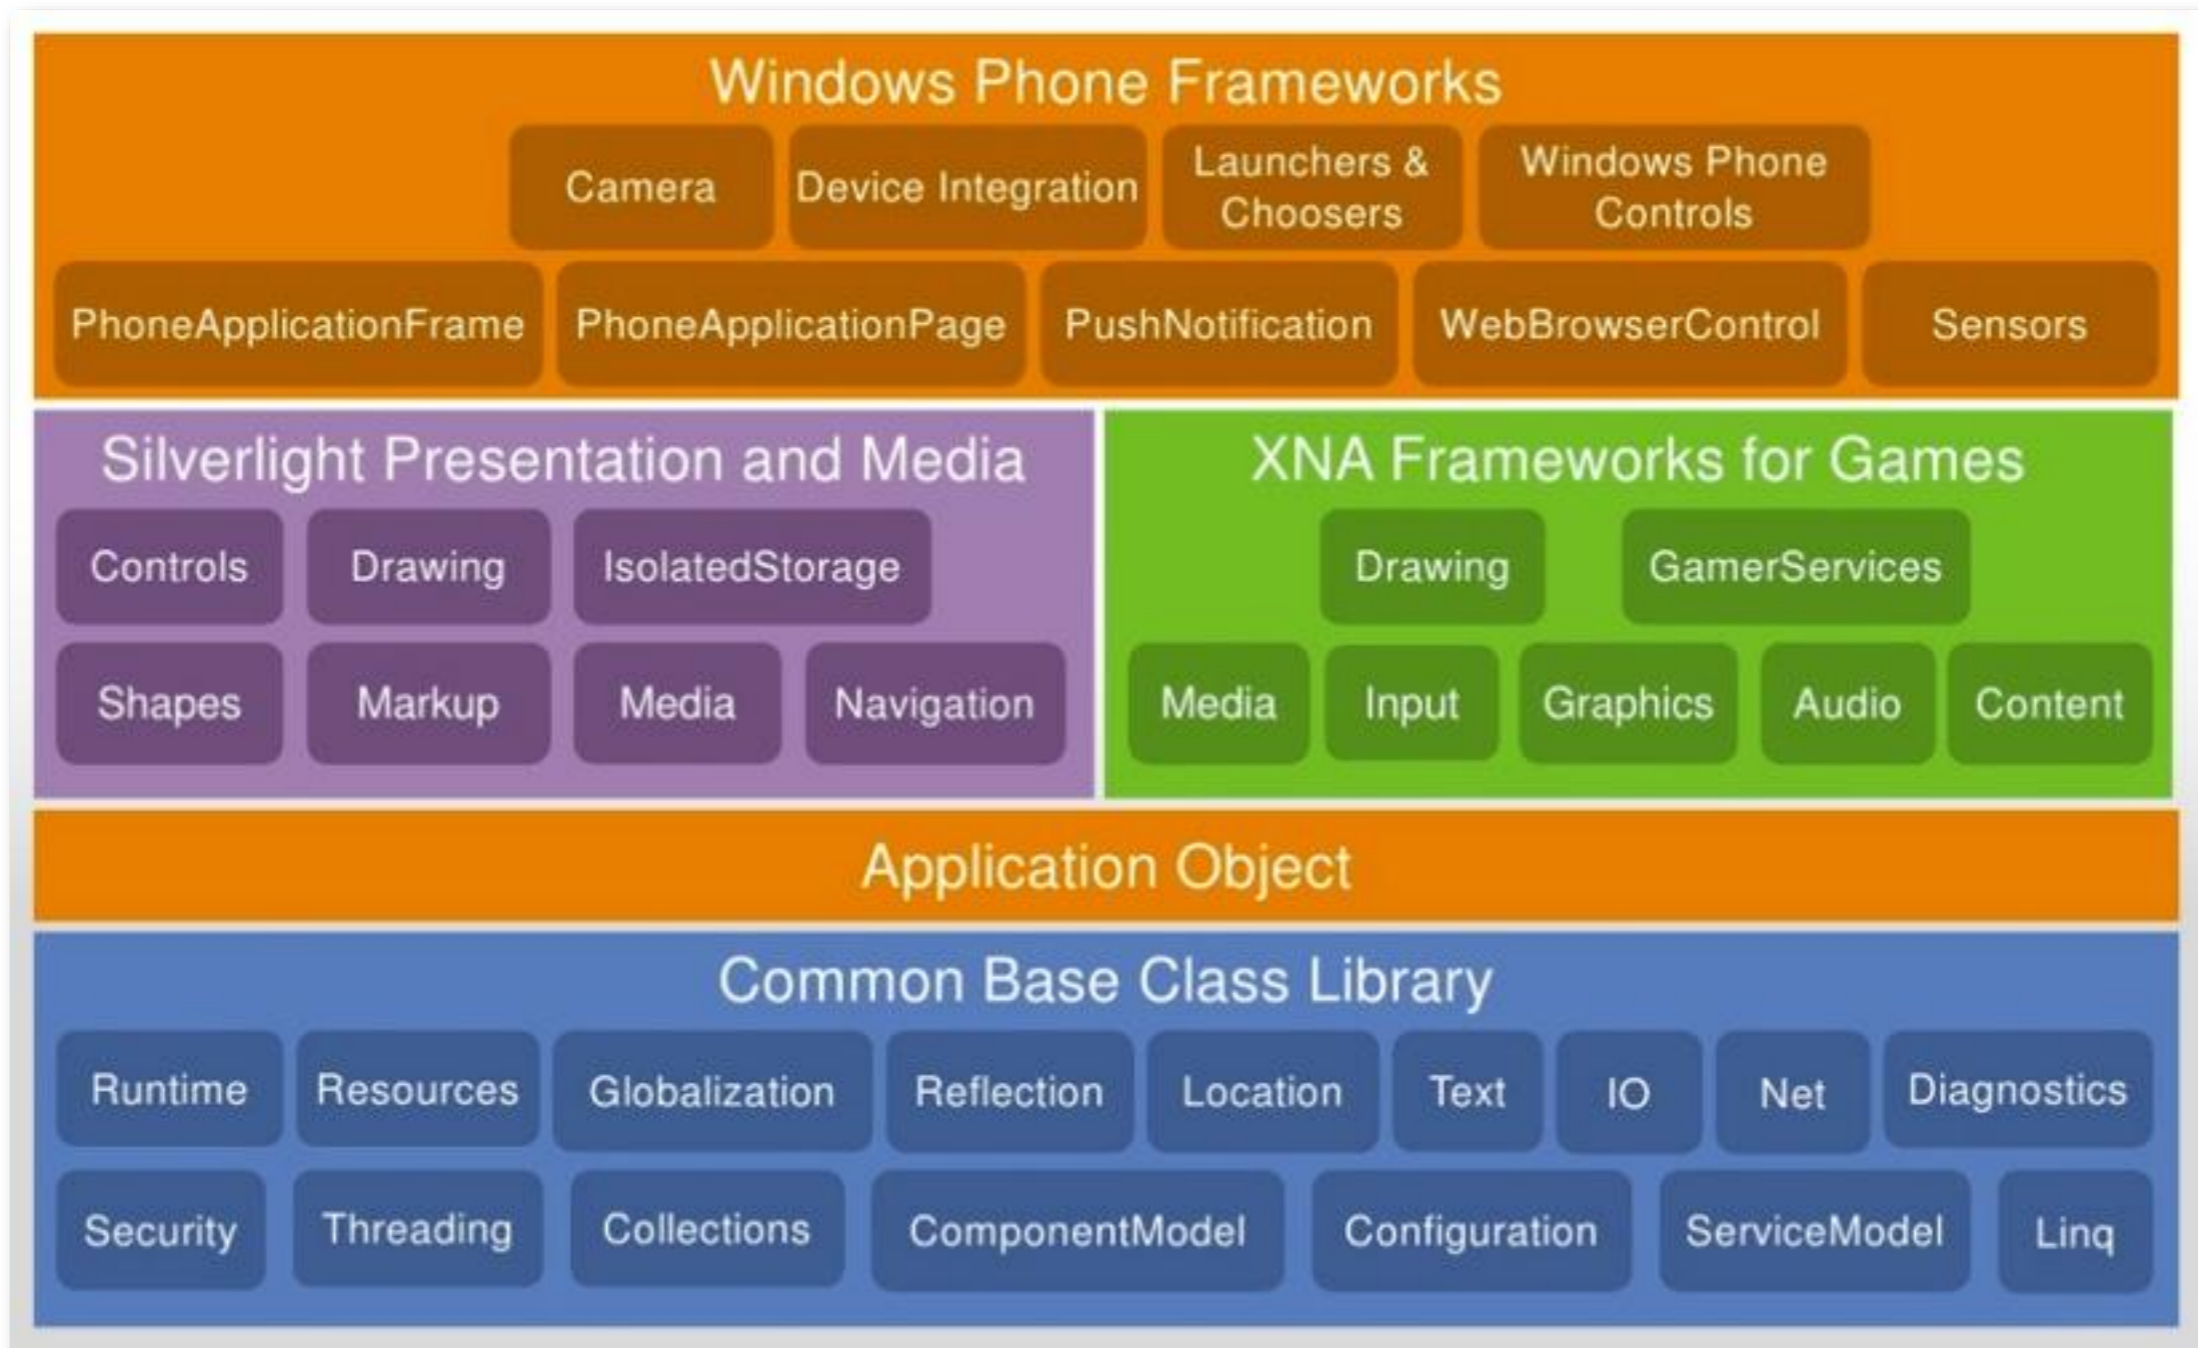 Windows Phone Frameworks
Camera
Device Integration
Launchers &
Choosers
Windows Phone
Controls
PhoneApplicationFrame
PhoneApplicationPage
PushNotification
WebBrowserControl
Sensors
Silverlight Presentation and Media
Controls
Drawing
IsolatedStorage
Shapes
Markup
Media
Navigation
XNA Frameworks for Games
Drawing
GamerServices
Media
Input
Graphics
Audio
Content
Application Object
Common Base Class Library
Runtime
Resources
Globalization
Reflection
Location
Text
IO
Net
Diagnostics
Security
Threading
Collections
ComponentModel
Configuration
ServiceModel
Linq